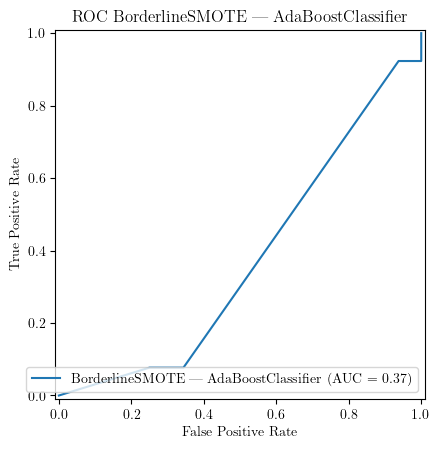 ROC BorderlineSMOTE — AdaBoostClassifier
1.0
0.8
0.6
0.4
0.2
0.0
True Positive Rate
BorderlineSMOTE — AdaBoostClassifier (AUC = 0.37)
0.0 0.2 0.4 0.6 0.8 1.0
False Positive Rate